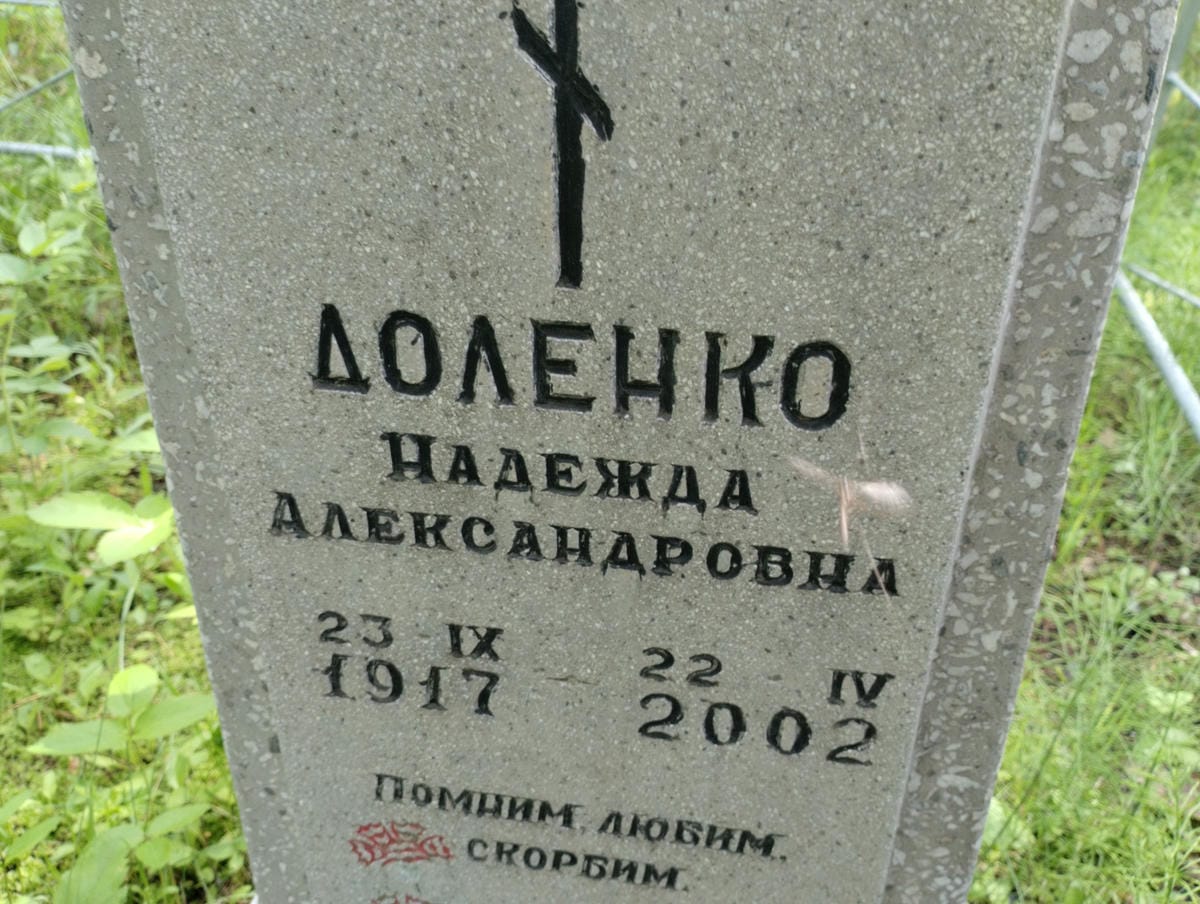 ДОЛЕНКО
НАДЕЖДА
АЛЕКСАНДРОВНА
23 IX 22 IV
1917 2002
ПОМНИМ, ЛЮБИМ,
СКОРБИМ.